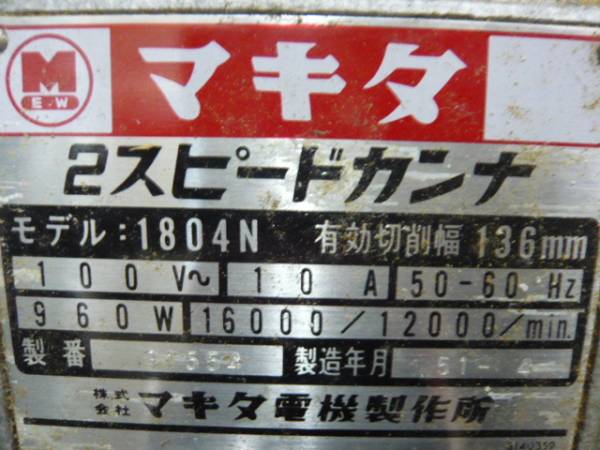 M
E.W
マキタ
2スピードカンナ
モデル:1804N 有効切削幅 136mm
100V~ 10A 50-60Hz
960W 16000/12000/min.
製番 製造年月
株式会社 マキタ電機製作所